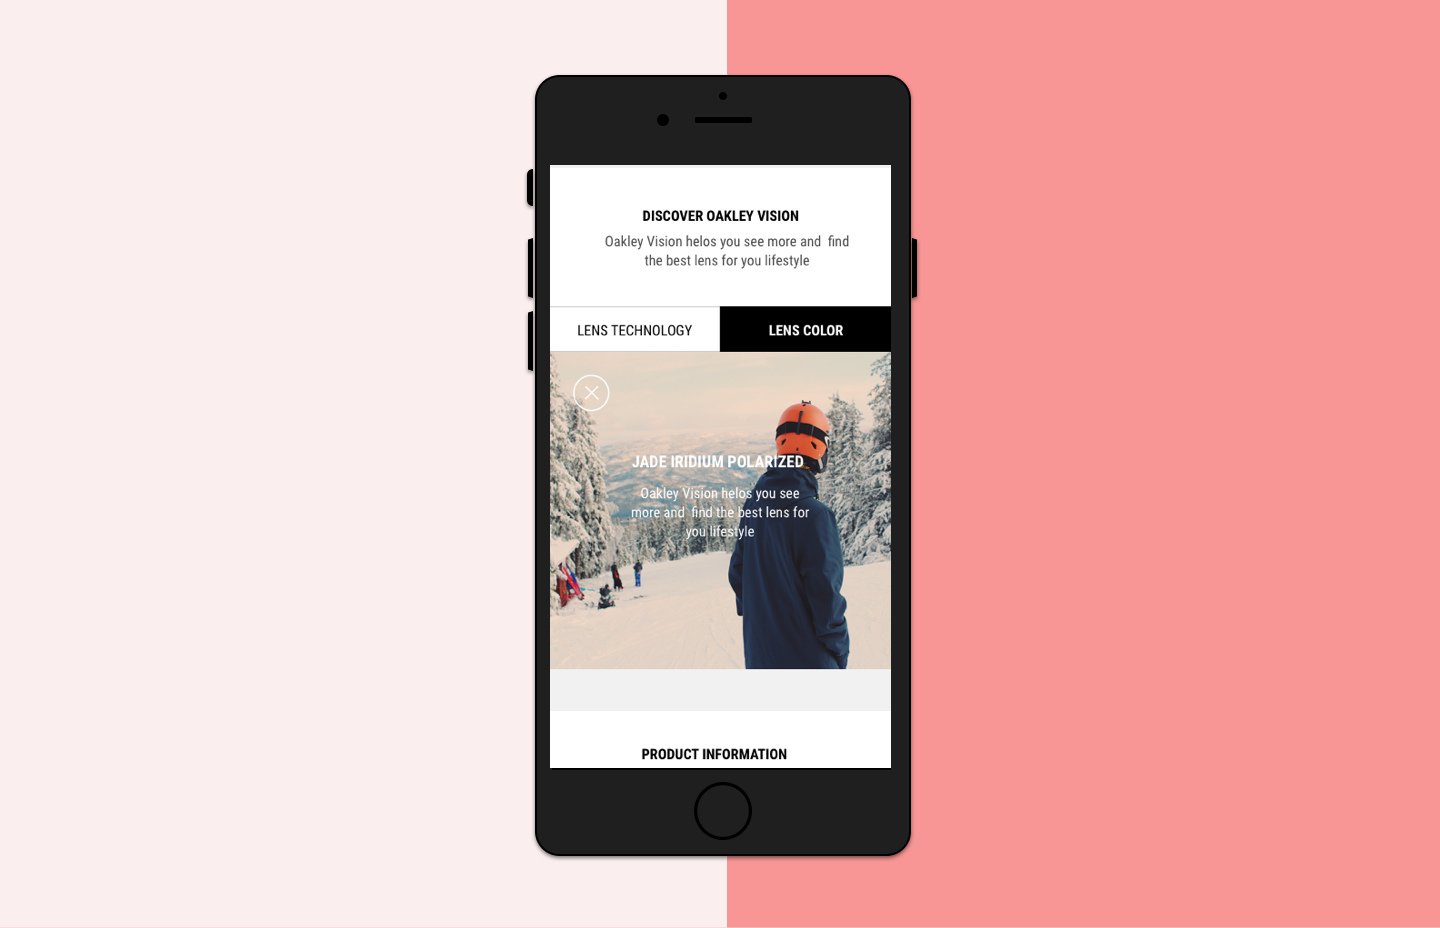 DISCOVER OAKLEY VISION
Oakley Vision helos you see more and  find
the best lens for you lifestyle
LENS TECHNOLOGY
LENS COLOR
JADE IRIDIUM POLARIZED
Oakley Vision helos you see
more and  find the best lens for
you lifestyle
PRODUCT INFORMATION